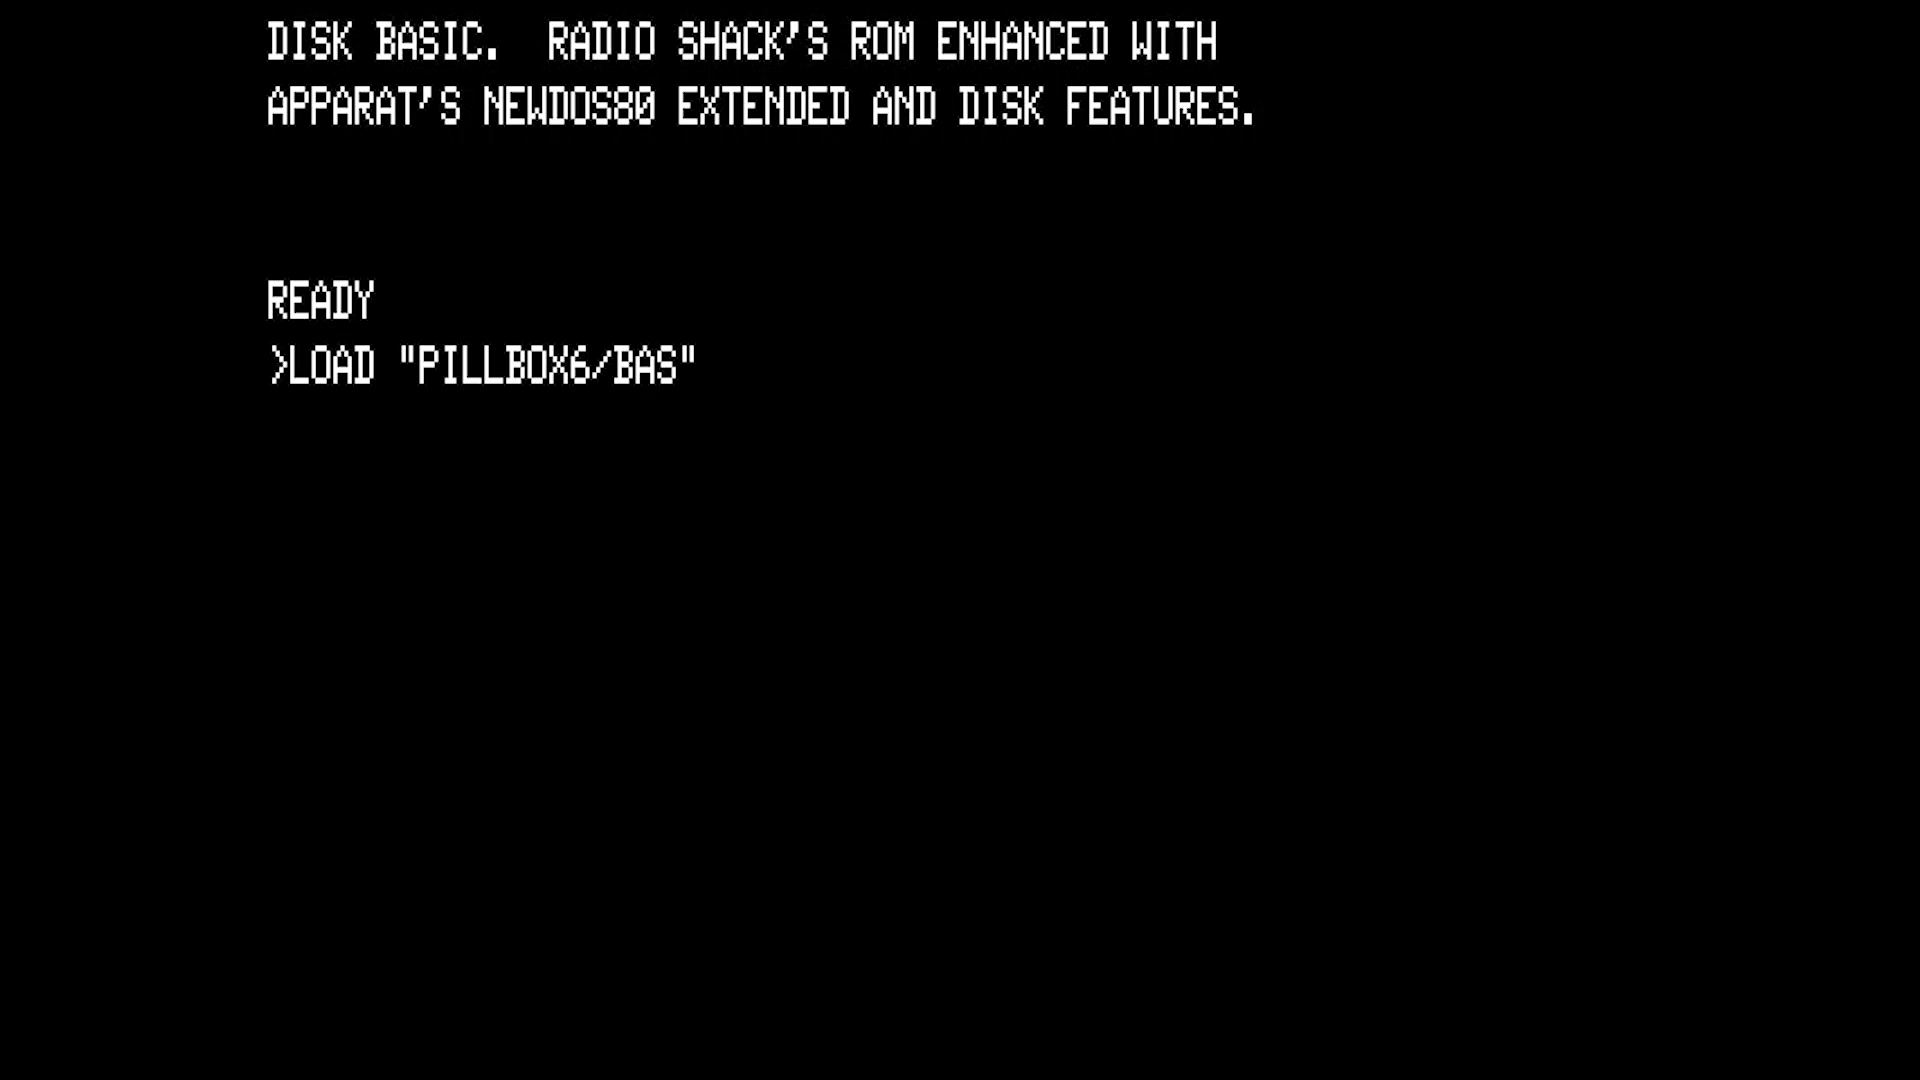 DISK BASIC.  RADIO SHACK'S ROM ENHANCED WITH
APPARAT'S NEWDOS80 EXTENDED AND DISK FEATURES.
READY
>LOAD "PILLBOX6/BAS"